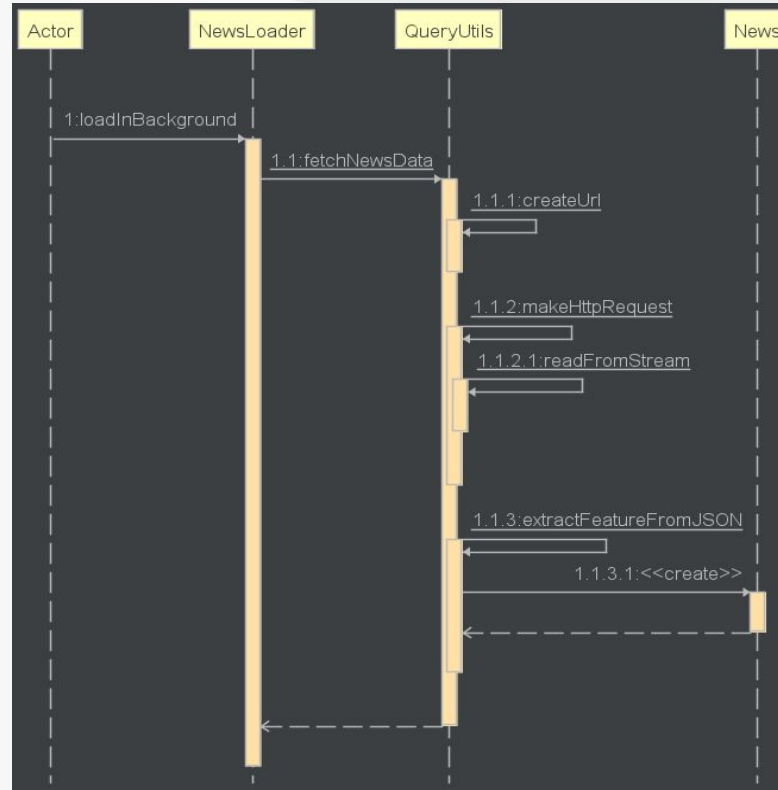 Actor
NewsLoader
QueryUtils
News
1:loadInBackground
1.1:fetchNewsData
1.1.1:createUrl
1.1.2:makeHttpRequest
1.1.2.1:readFromStream
1.1.3:extractFeatureFromJSON
1.1.3.1:<<create>>